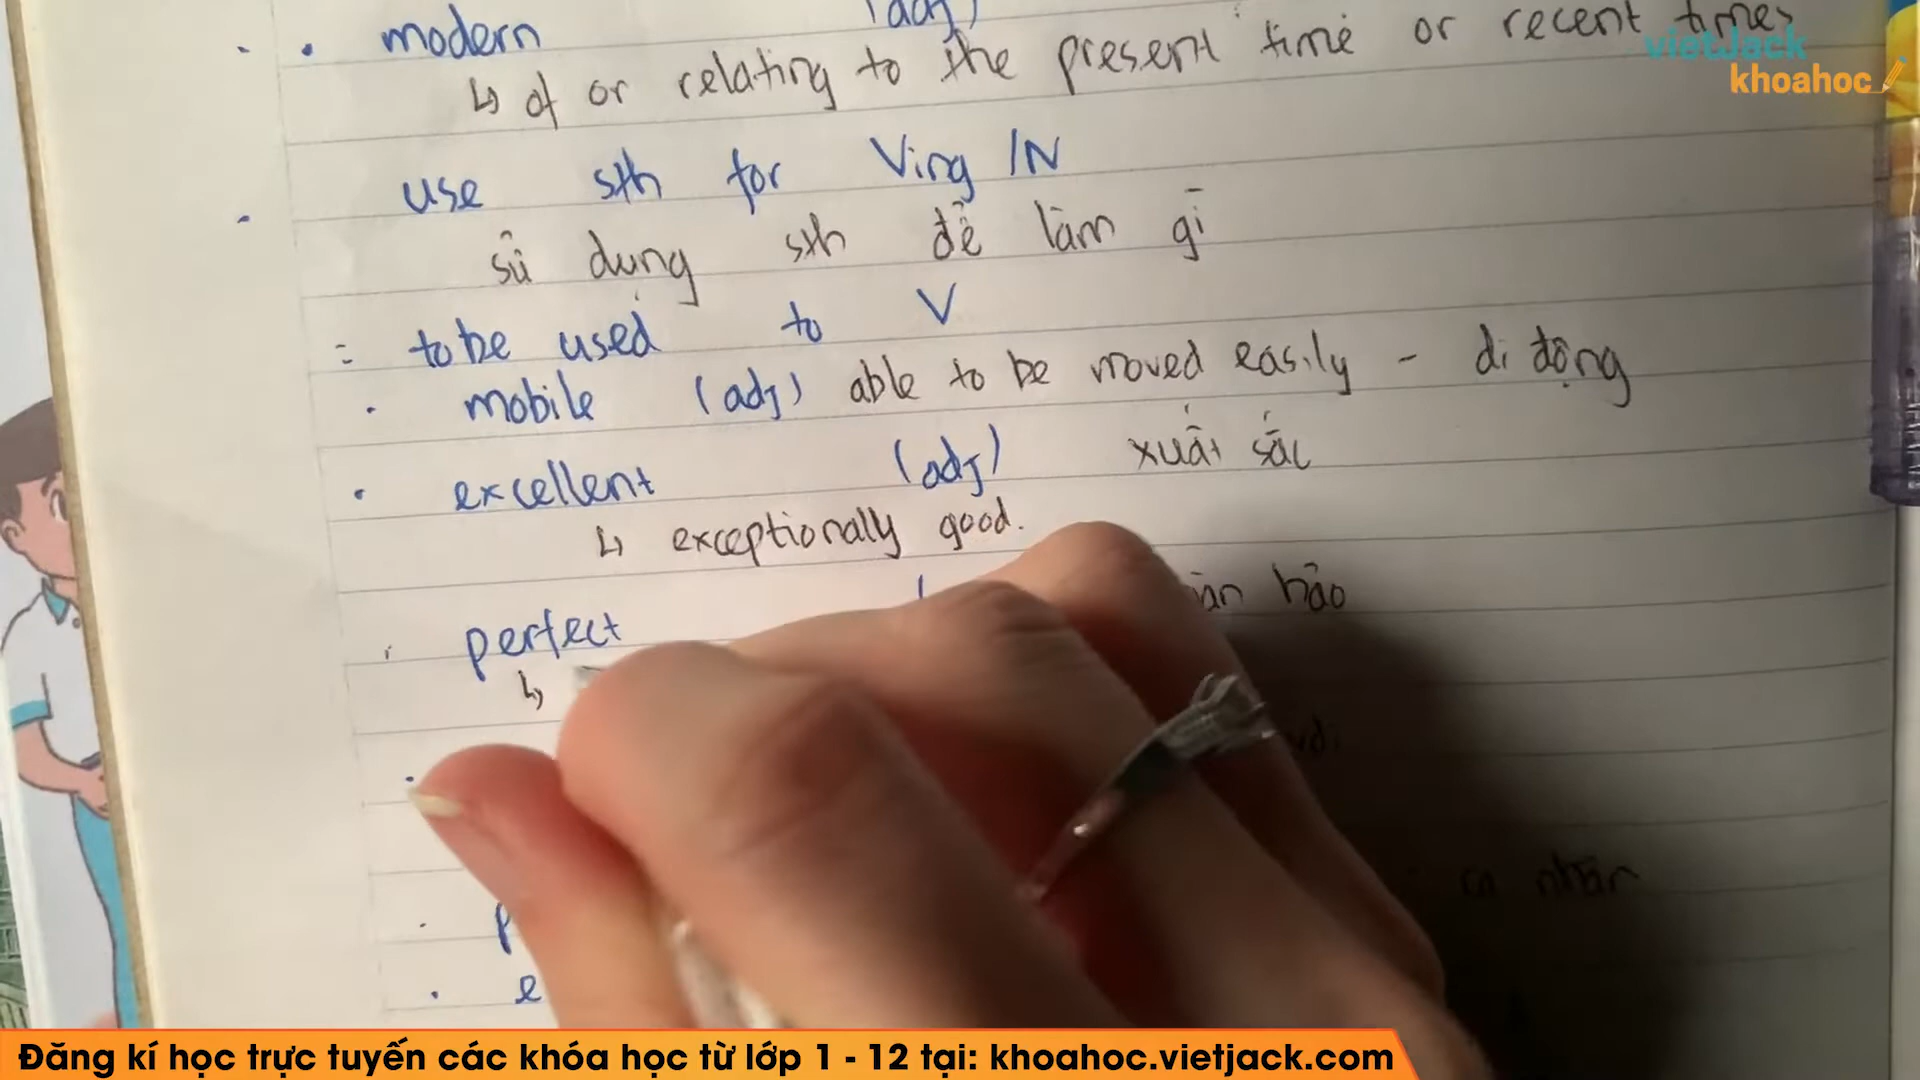 modern (adj)
↳ of or relating to the present time or recent times
vietJack
khoahoc
use sth for Ving /N
sử dụng sth để làm gì
= to be used to V
mobile (adj) able to be moved easily - di động
excellent (adj) xuất sắc
↳ exceptionally good.
perfect hảo
↳
cá nhân
Đăng kí học trực tuyến các khóa học từ lớp 1 - 12 tại: khoahoc.vietjack.com